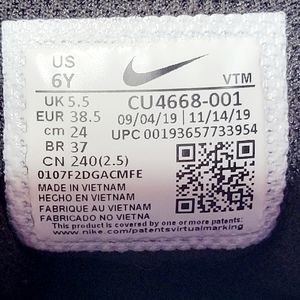 US
6Y
VTM
UK 5.5
CU4668-001
EUR 38.5
09/04/19
11/14/19
cm 24
UPC 00193657733954
BR 37
CN 240(2.5)
0107F2DGACMFE
MADE IN VIETNAM
HECHO EN VIETNAM
FABRIQUE AU VIETNAM
FABRICADO NO VIETNA
This product is covered by one or more patents:
www.nike.com/patentsvirtualmarking